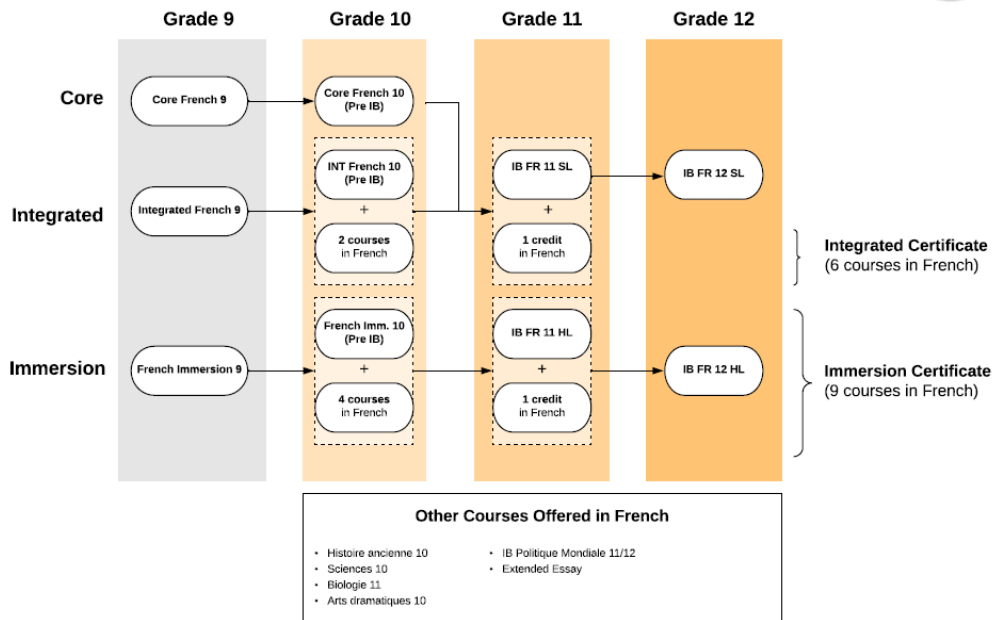 Grade 9
Grade 10
Grade 11
Grade 12
Core
Core French 9
Core French 10
(Pre IB)
Integrated
Integrated French 9
INT French 10
(Pre IB)
+
2 courses
in French
IB FR 11 SL
+
1 credit
in French
IB FR 12 SL
Integrated Certificate
(6 courses in French)
Immersion
French Immersion 9
French Imm. 10
(Pre IB)
+
4 courses
in French
IB FR 11 HL
+
1 credit
in French
IB FR 12 HL
Immersion Certificate
(9 courses in French)
Other Courses Offered in French
• Histoire ancienne 10
• Sciences 10
• Biologie 11
• Arts dramatiques 10
• IB Politique Mondiale 11/12
• Extended Essay